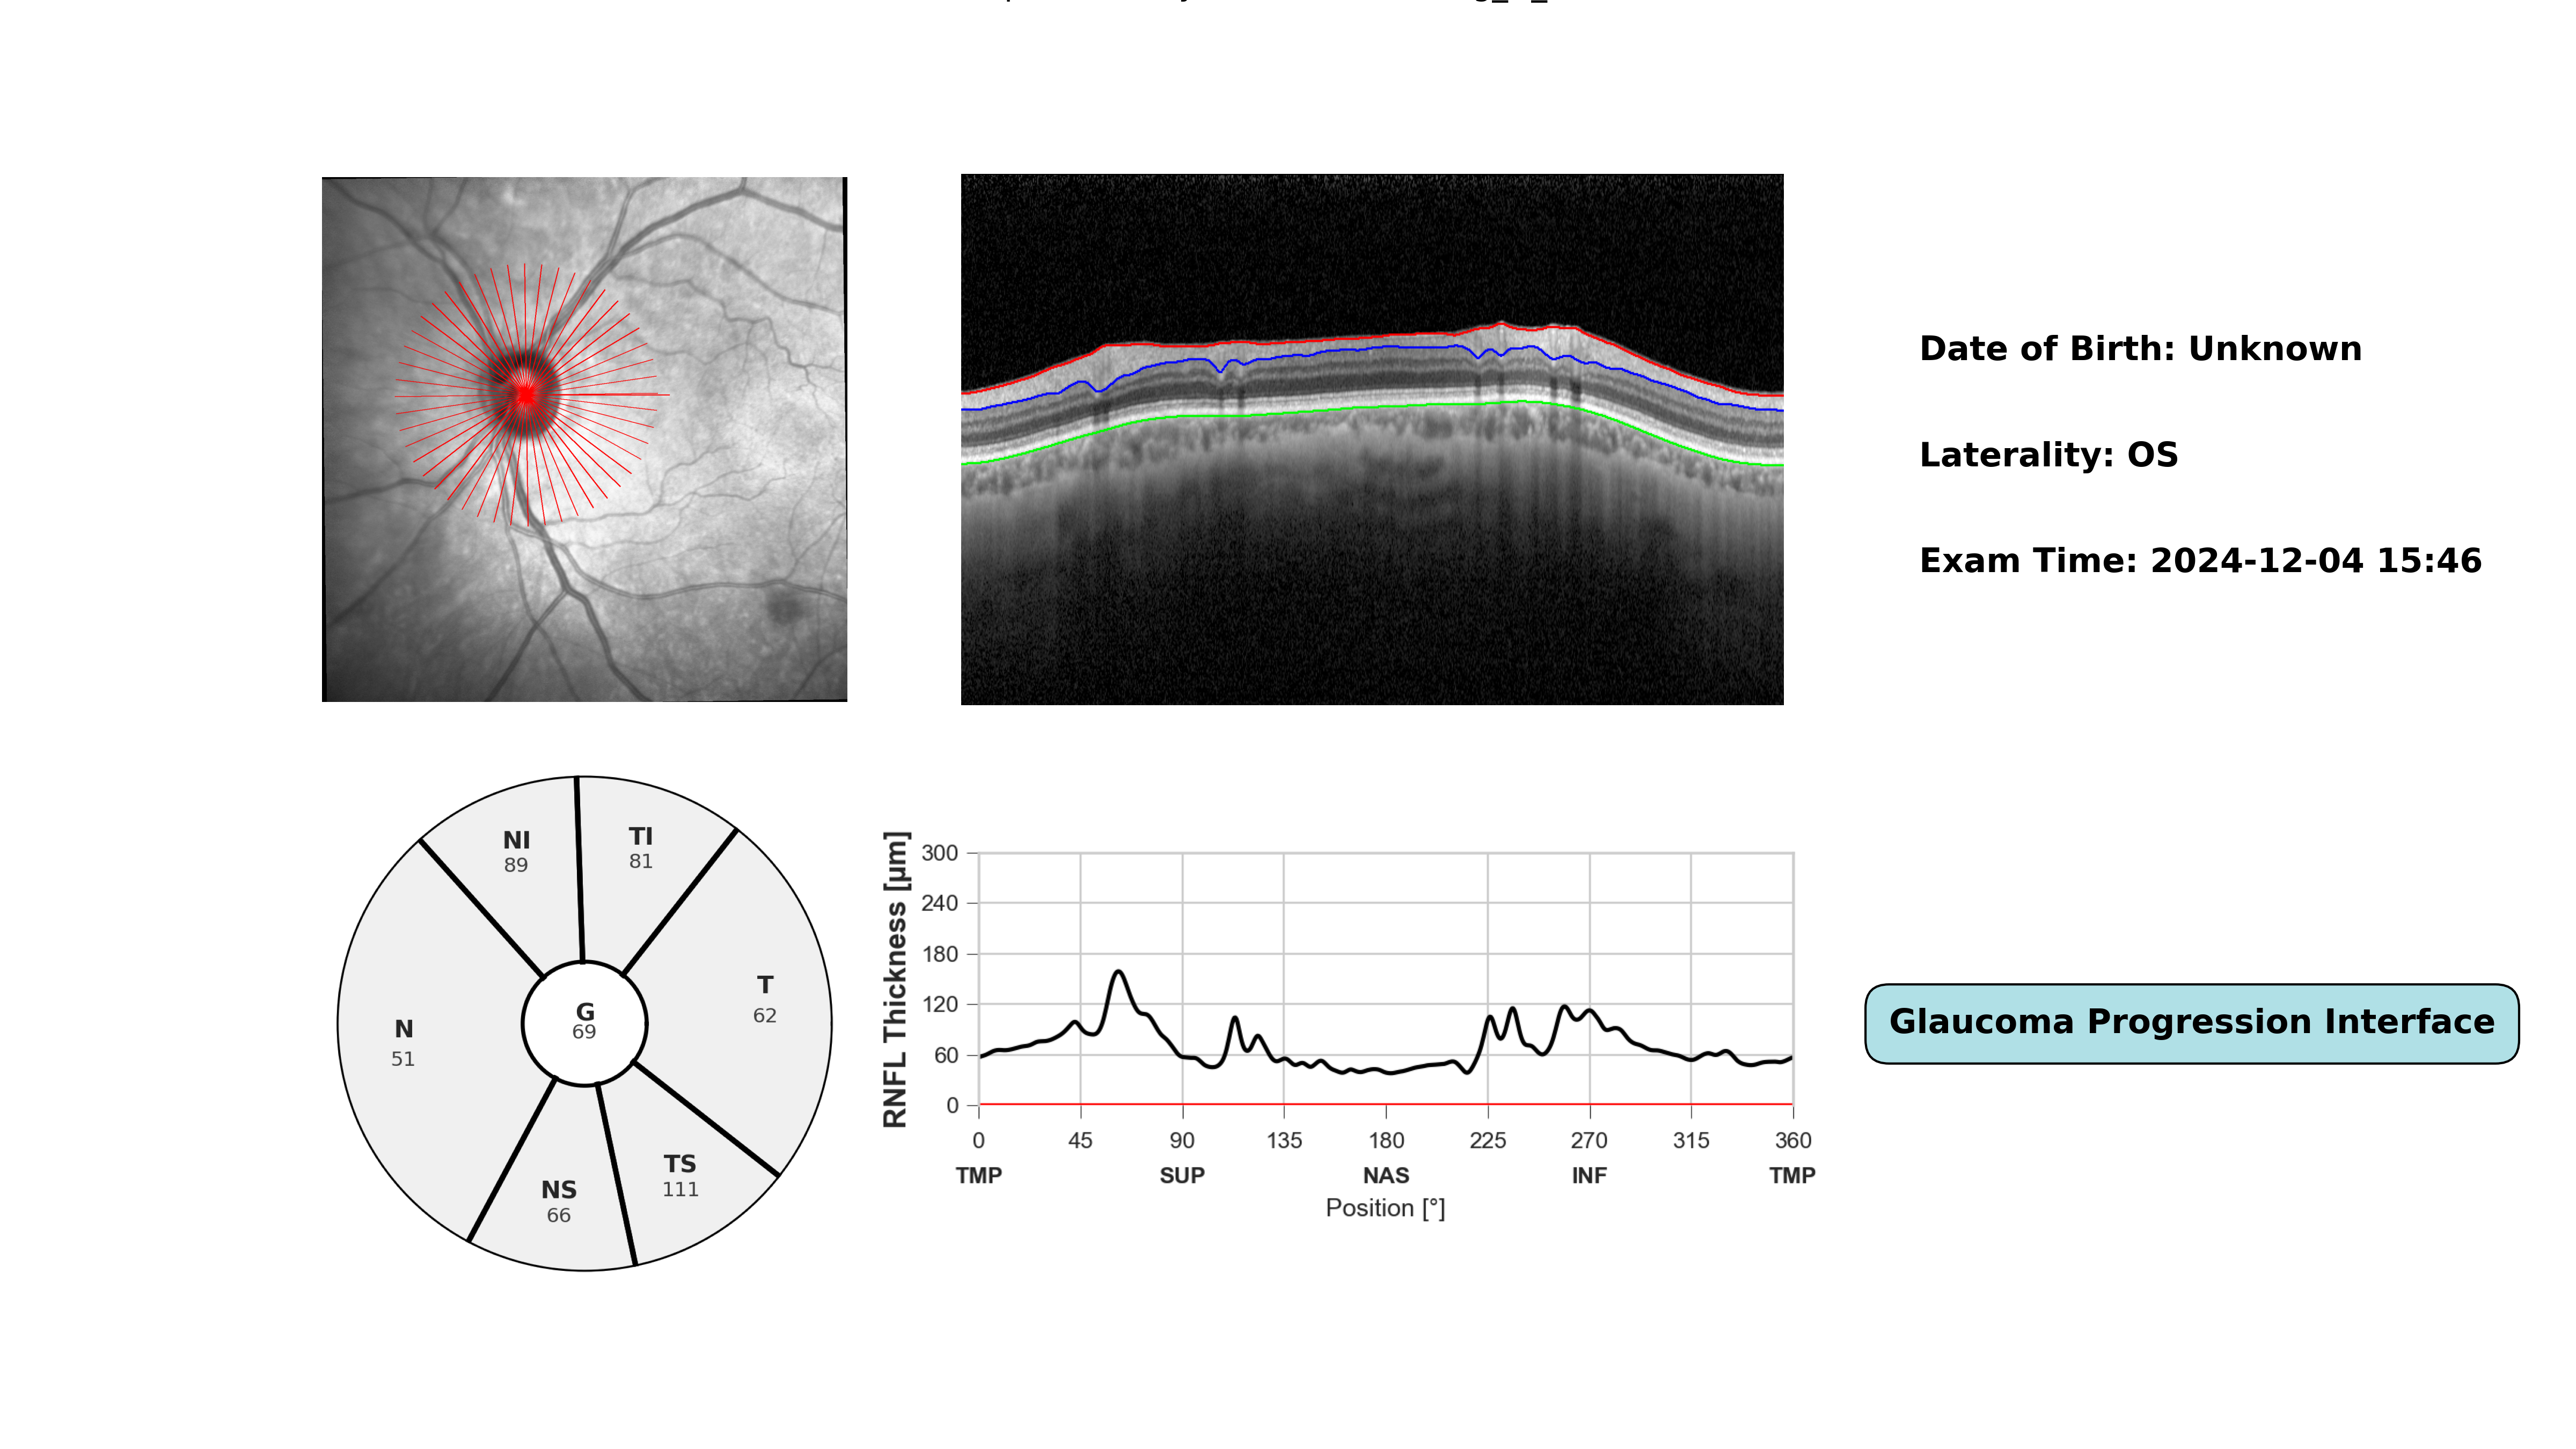 Date of Birth: Unknown
Laterality: OS
Exam Time: 2024-12-04 15:46
NI
89
TI
81
N
51
G
69
T
62
NS
66
TS
111
RNFL Thickness [µm]
300
240
180
120
60
0
0 45 90 135 180 225 270 315 360
TMP SUP NAS INF TMP
Position [°]
Glaucoma Progression Interface